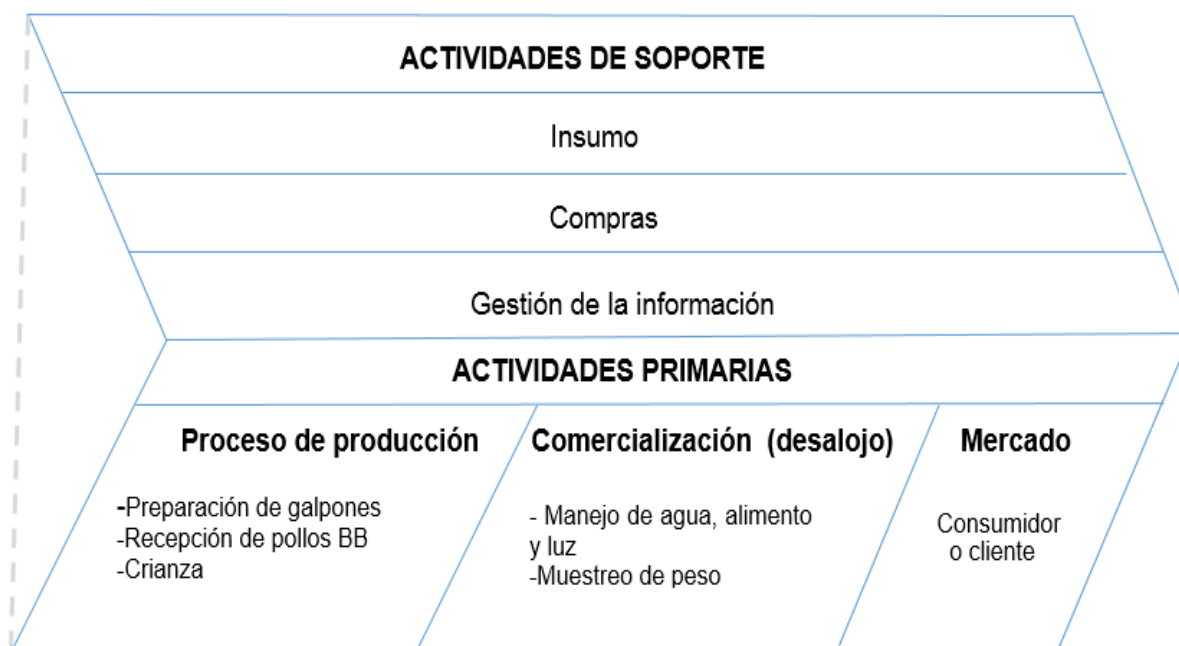 ACTIVIDADES DE SOPORTE
Insumo
Compras
Gestión de la información
ACTIVIDADES PRIMARIAS
Proceso de producción
-Preparación de galpones
-Recepción de pollos BB
-Crianza
Comercialización (desalojo)
- Manejo de agua, alimento
y luz
-Muestreo de peso
Mercado
Consumidor
o cliente